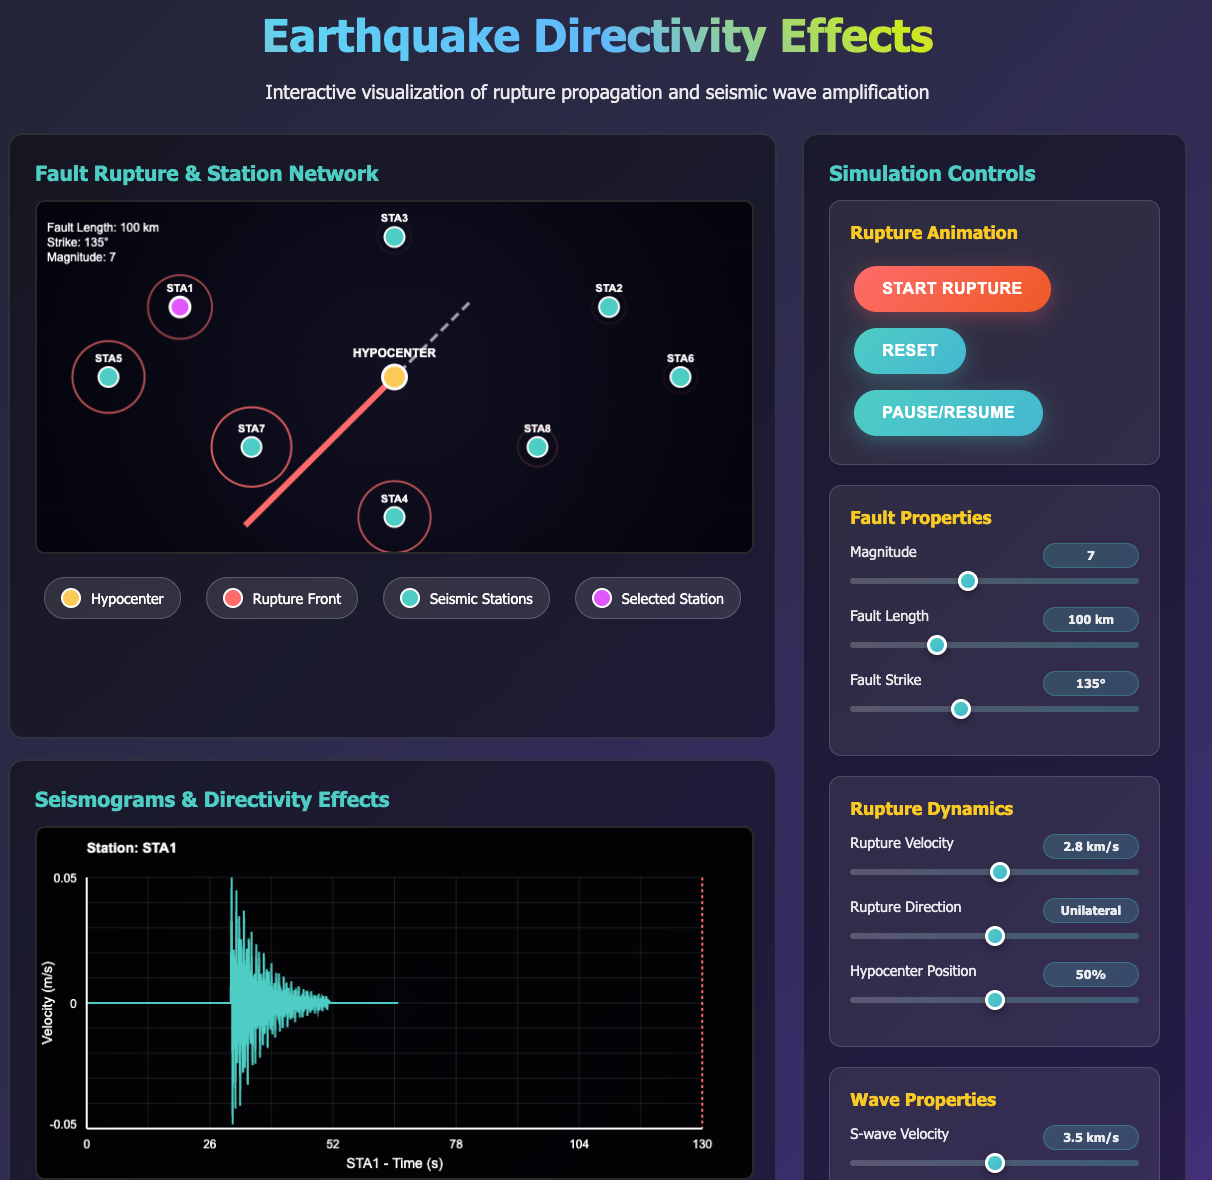 Earthquake Directivity Effects
Interactive visualization of rupture propagation and seismic wave amplification
Fault Rupture & Station Network
Fault Length: 100 km
Strike: 135°
Magnitude: 7
STA3
STA1
STA2
HYPOCENTER
STA5
STA6
STA7
STA8
STA4
Hypocenter
Rupture Front
Seismic Stations
Selected Station
Seismograms & Directivity Effects
Station: STA1
0.05
0
-0.05
Velocity (m/s)
0 26 52 78 104 130
STA1 - Time (s)
Simulation Controls
Rupture Animation
START RUPTURE
RESET
PAUSE/RESUME
Fault Properties
Magnitude 7
Fault Length 100 km
Fault Strike 135°
Rupture Dynamics
Rupture Velocity 2.8 km/s
Rupture Direction Unilateral
Hypocenter Position 50%
Wave Properties
S-wave Velocity 3.5 km/s